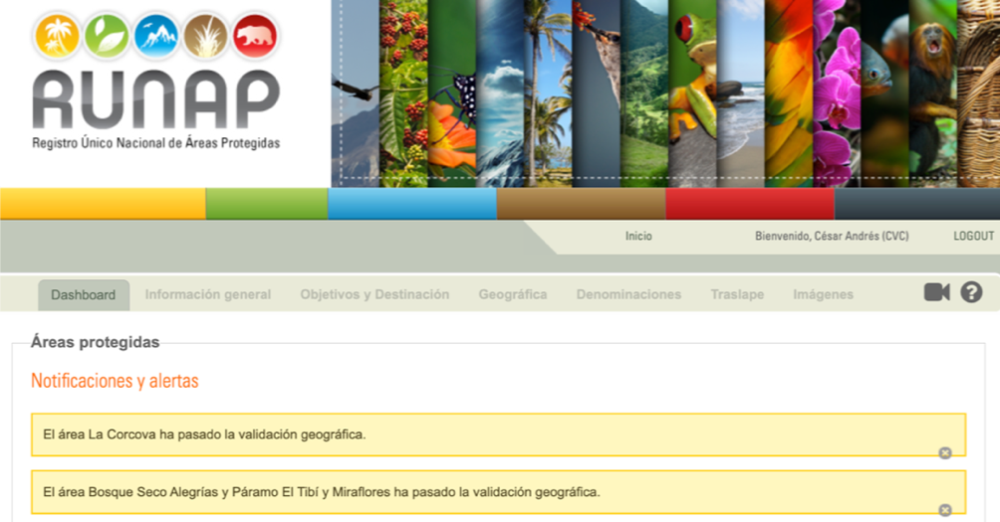 RUNAP
Registro Único Nacional de Áreas Protegidas
Inicio
Bienvenido, César Andrés (CVC)
LOGOUT
Dashboard
Información general
Objetivos y Destinación
Geográfica
Denominaciones
Traslape
Imágenes
Áreas protegidas
Notificaciones y alertas
El área La Corcova ha pasado la validación geográfica.
El área Bosque Seco Alegrías y Páramo El Tibí y Miraflores ha pasado la validación geográfica.